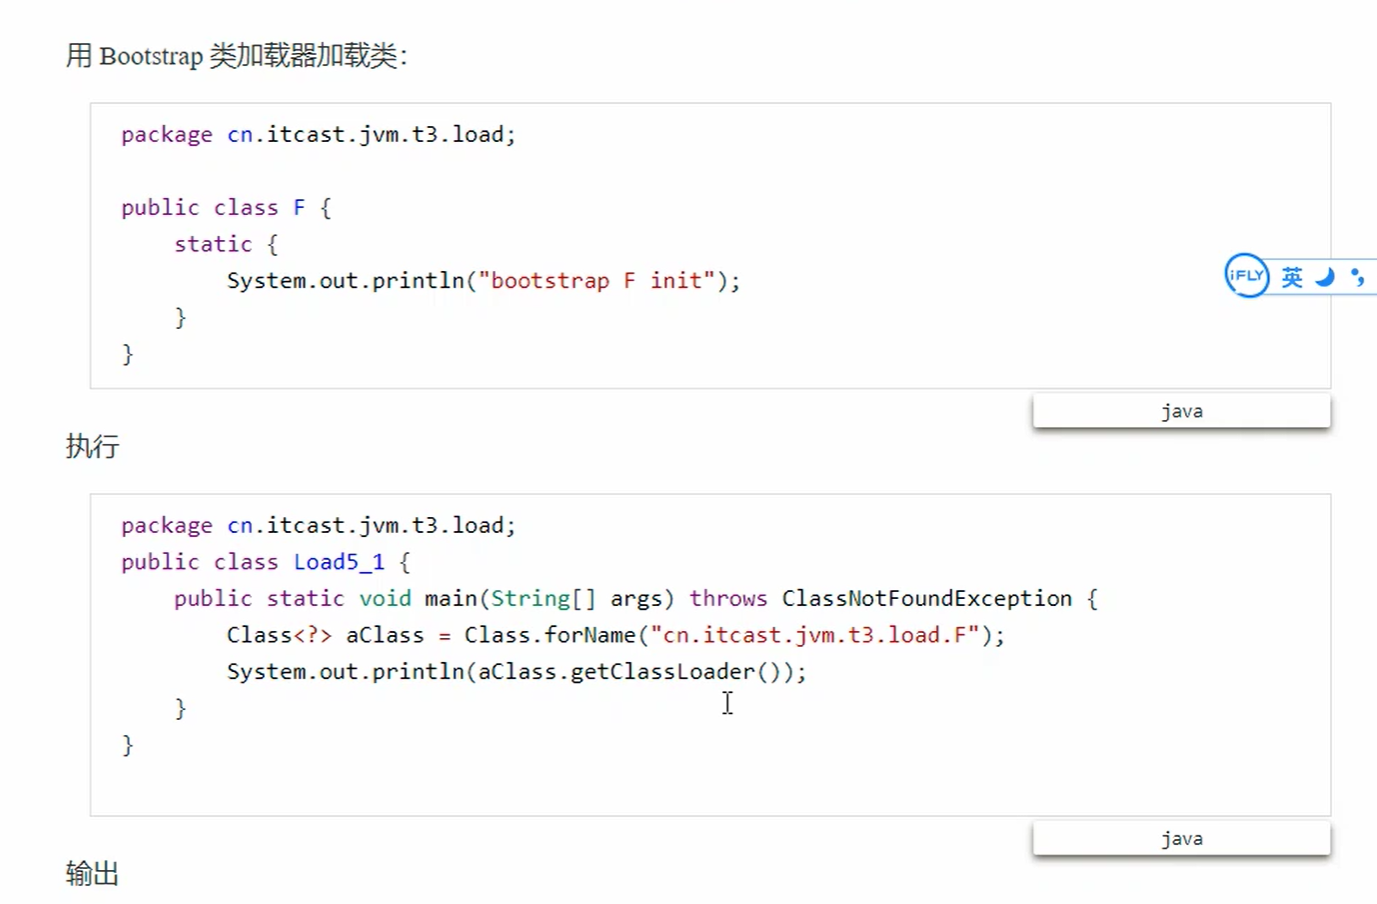 用 Bootstrap 类加载器加载类：
package cn.itcast.jvm.t3.load;
public class F {
    static {
        System.out.println("bootstrap F init");
    }
}
iFLY 英
java
执行
package cn.itcast.jvm.t3.load;
public class Load5_1 {
    public static void main(String[] args) throws ClassNotFoundException {
        Class<?> aClass = Class.forName("cn.itcast.jvm.t3.load.F");
        System.out.println(aClass.getClassLoader());
    }
}
java
输出